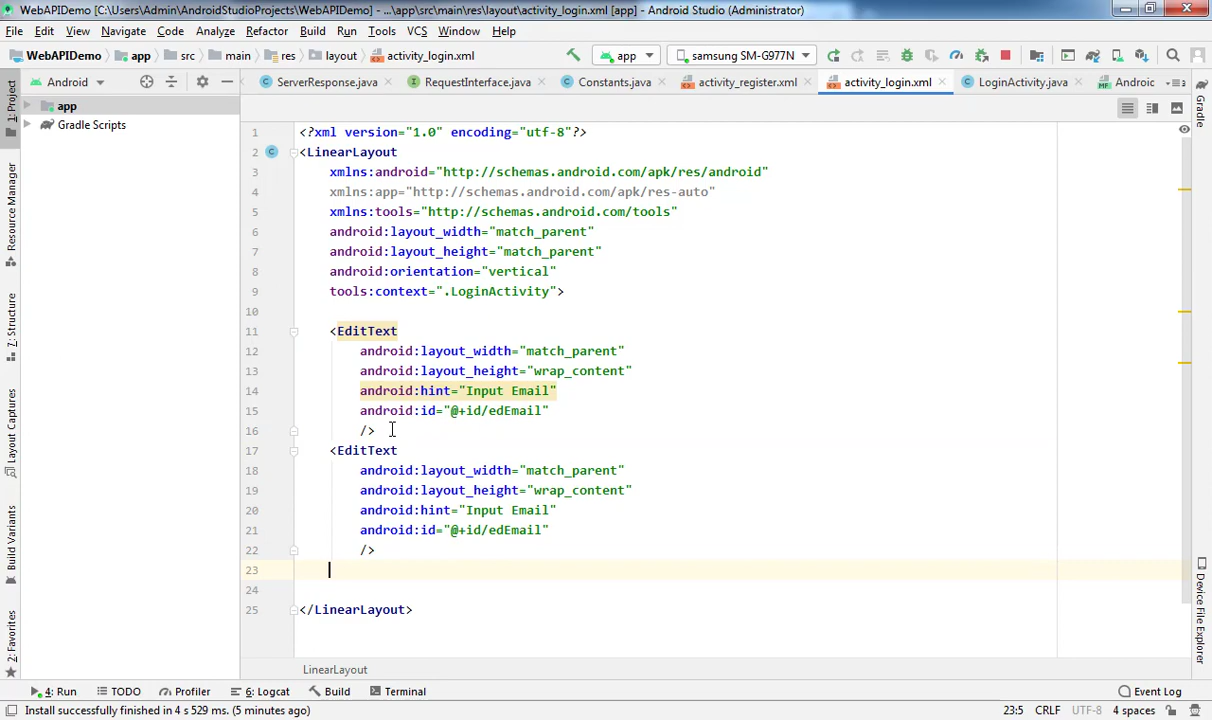 WebAPIDemo [C:\Users\Admin\AndroidStudioProjects\WebAPIDemo] - ...\app\src\main\res\layout\activity_login.xml [app] - Android Studio (Administrator)
File Edit View Navigate Code Analyze Refactor Build Run Tools VCS Window Help
WebAPIDemo app src main res layout activity_login.xml app samsung SM-G977N
Android ServerResponse.java RequestInterface.java Constants.java activity_register.xml activity_login.xml LoginActivity.java Androic
app
Gradle Scripts
1: Project
Resource Manager
Z: Structure
Layout Captures
Build Variants
2: Favorites
1 <?xml version="1.0" encoding="utf-8"?>
2 <LinearLayout
3 xmlns:android="http://schemas.android.com/apk/res/android"
4 xmlns:app="http://schemas.android.com/apk/res-auto"
5 xmlns:tools="http://schemas.android.com/tools"
6 android:layout_width="match_parent"
7 android:layout_height="match_parent"
8 android:orientation="vertical"
9 tools:context=".LoginActivity">
10
11 <EditText
12 android:layout_width="match_parent"
13 android:layout_height="wrap_content"
14 android:hint="Input Email"
15 android:id="@+id/edEmail"
16 />
17 <EditText
18 android:layout_width="match_parent"
19 android:layout_height="wrap_content"
20 android:hint="Input Email"
21 android:id="@+id/edEmail"
22 />
23
24
25 </LinearLayout>
Gradle
Device File Explorer
LinearLayout
4: Run TODO Profiler 6: Logcat Build Terminal Event Log
Install successfully finished in 4 s 529 ms. (5 minutes ago) 23:5 CRLF UTF-8 4 spaces